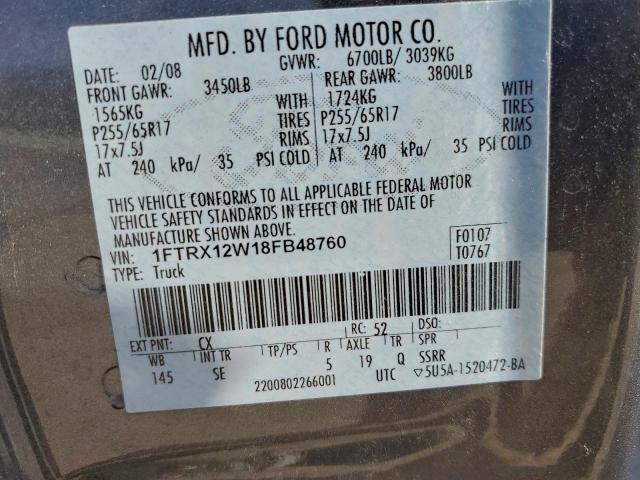 MFD. BY FORD MOTOR CO.
DATE: 02/08 GVWR: 6700LB/ 3039KG
FRONT GAWR: 3450LB REAR GAWR: 3800LB
1565KG WITH 1724KG WITH
P255/65R17 TIRES P255/65R17 TIRES
17x7.5J RIMS 17x7.5J RIMS
AT 240 kPa/ 35 PSI COLD AT 240 kPa/ 35 PSI COLD
THIS VEHICLE CONFORMS TO ALL APPLICABLE FEDERAL MOTOR
VEHICLE SAFETY STANDARDS IN EFFECT ON THE DATE OF
MANUFACTURE SHOWN ABOVE.
VIN: 1FTRX12W18FB48760 F0107
TYPE: Truck T0767
EXT PNT: CX RC: 52 DSO:
WB INT TR TP/PS R AXLE TR SPR
145 SE 5 19 Q SSRR
2200802266001 UTC ▽5U5A-1520472-BA